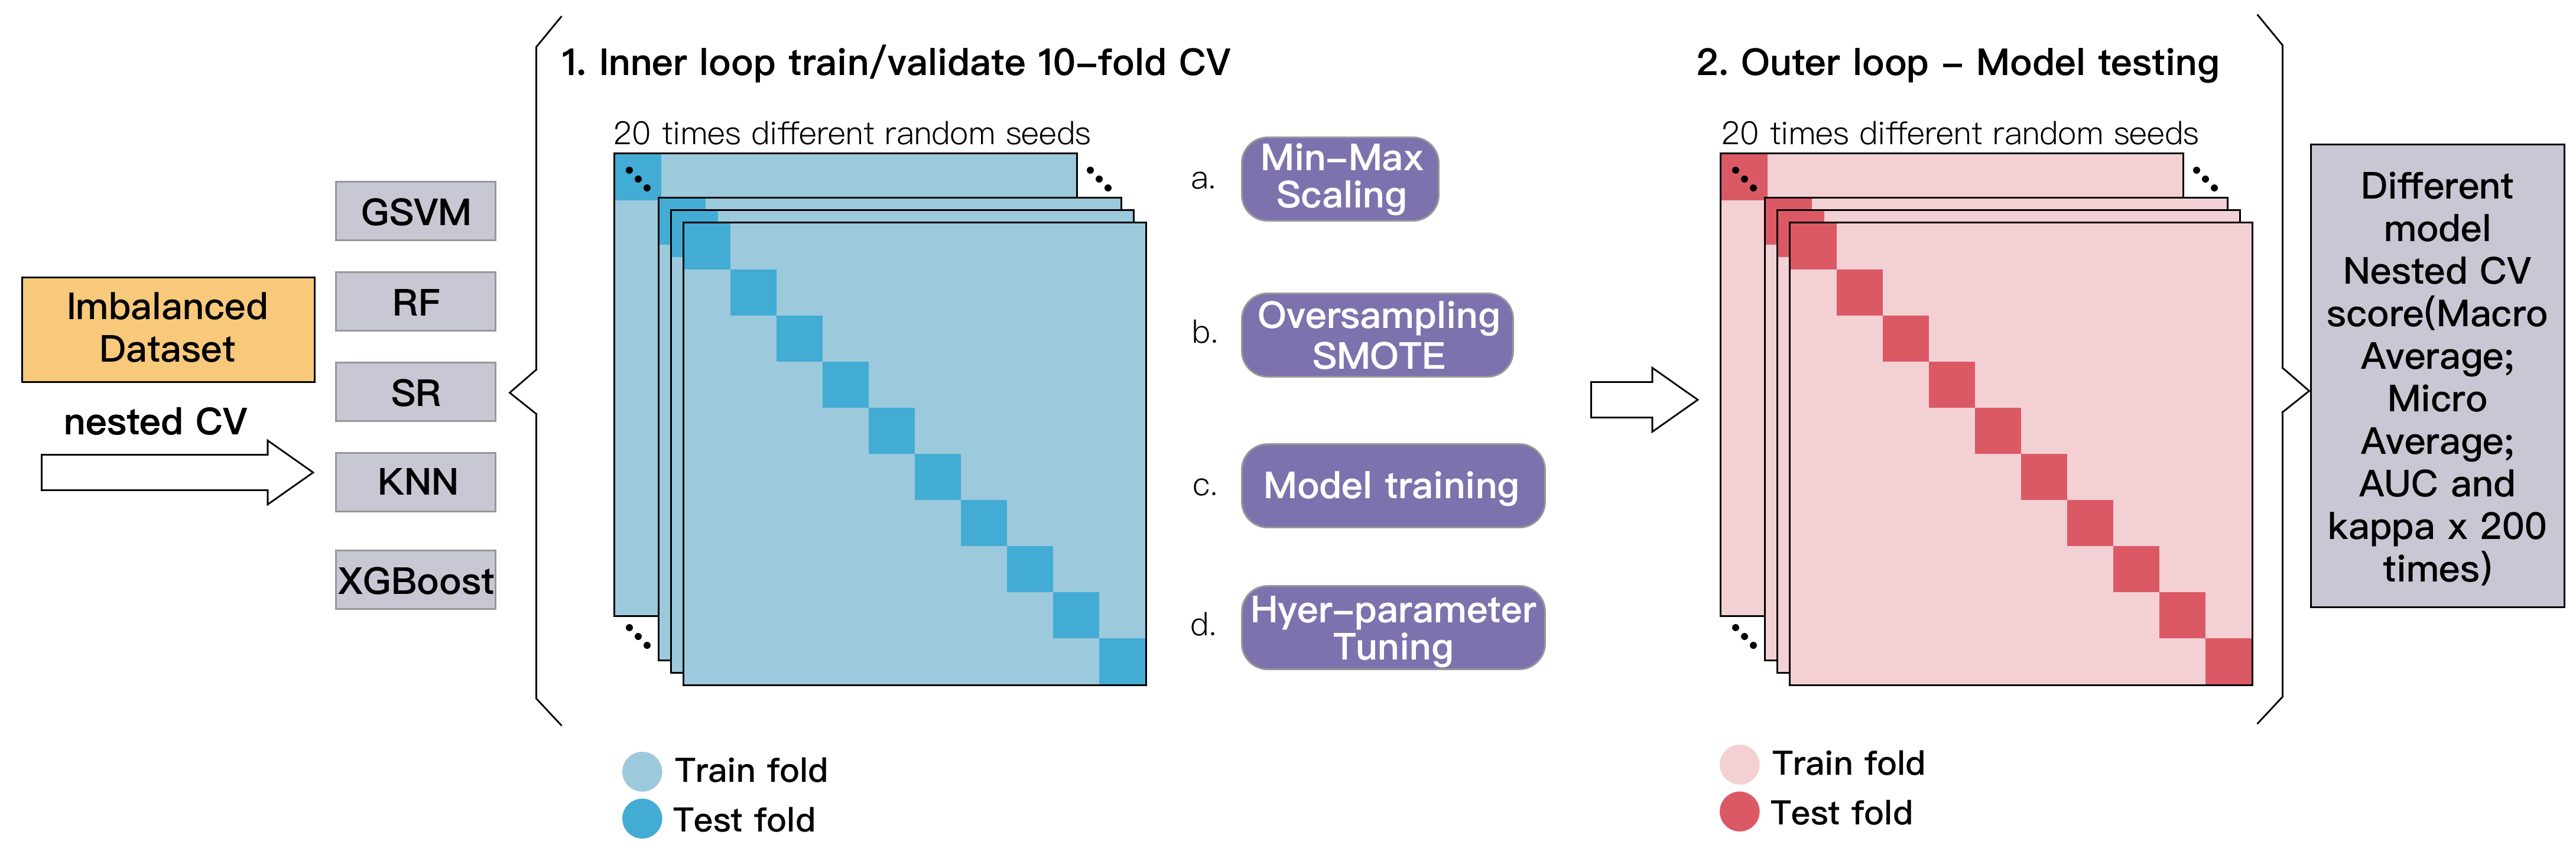 Imbalanced
Dataset
nested CV
GSVM
RF
SR
KNN
XGBoost
1. Inner loop train/validate 10-fold CV
20 times different random seeds
a.
Min-Max
Scaling
b.
Oversampling
SMOTE
c.
Model training
d.
Hyer-parameter
Tuning
Train fold
Test fold
2. Outer loop - Model testing
20 times different random seeds
Train fold
Test fold
Different
model
Nested CV
score(Macro
Average;
Micro
Average;
AUC and
kappa x 200
times)